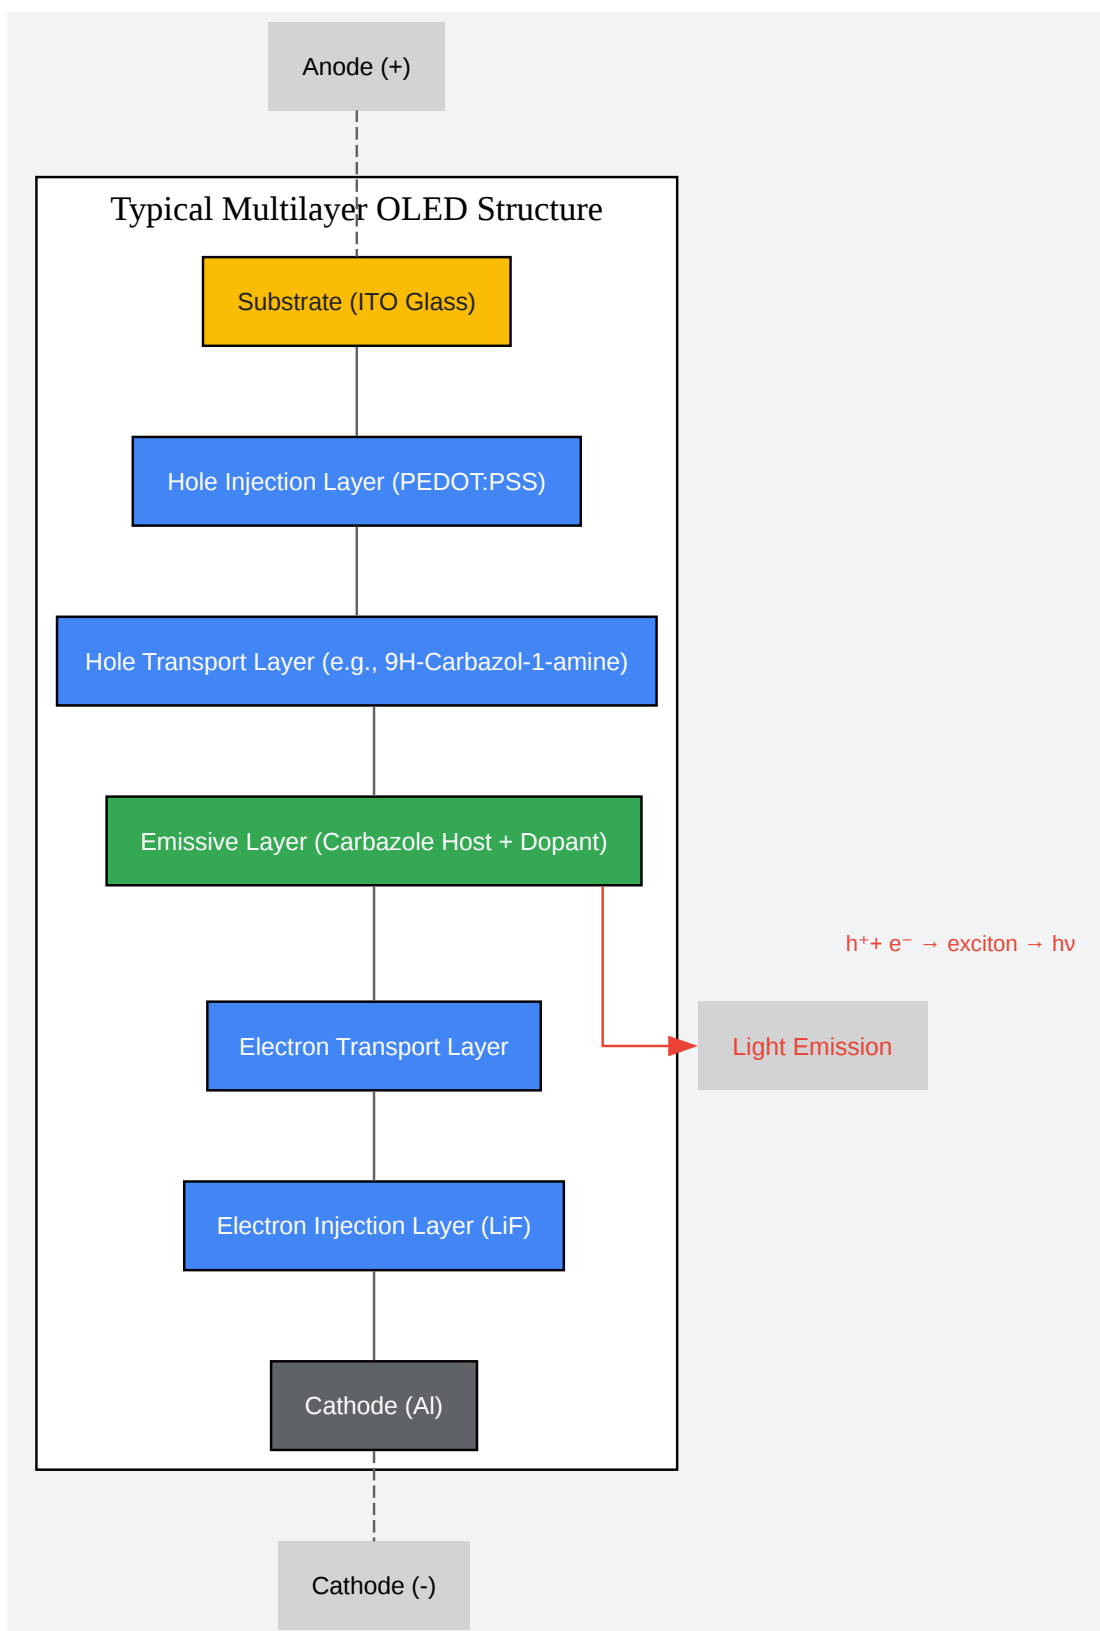 Anode (+)
Typical Multilayer OLED Structure
Substrate (ITO Glass)
Hole Injection Layer (PEDOT:PSS)
Hole Transport Layer (e.g., 9H-Carbazol-1-amine)
Emissive Layer (Carbazole Host + Dopant)
h⁺+ e⁻ → exciton → hν
Electron Transport Layer
Light Emission
Electron Injection Layer (LiF)
Cathode (Al)
Cathode (-)